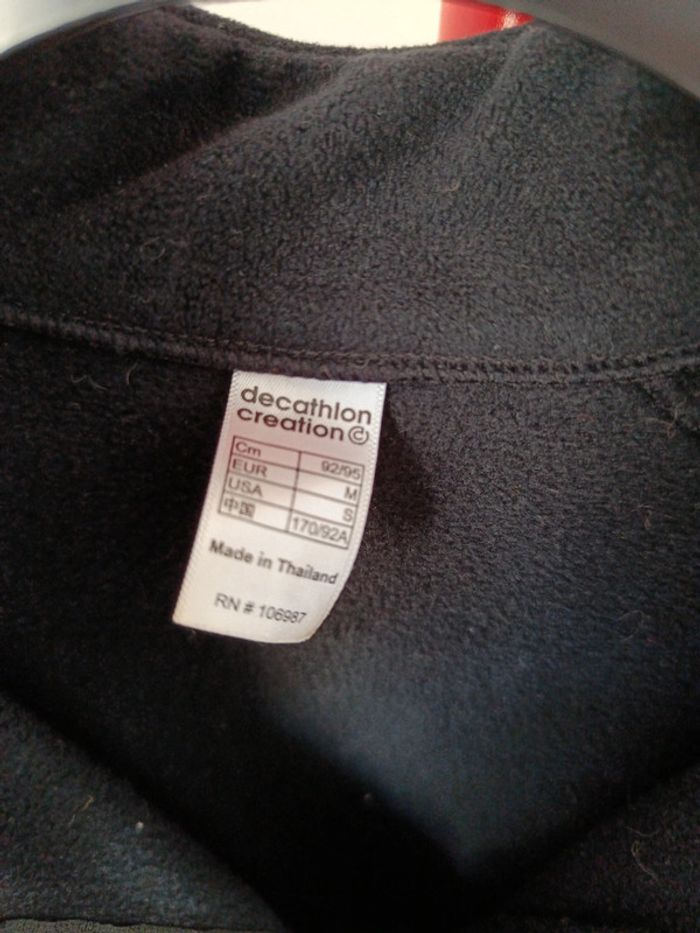 decathlon
creation©
Cm 92/95
EUR M
USA S
中国 170/92A
Made in Thailand
RN # 106987